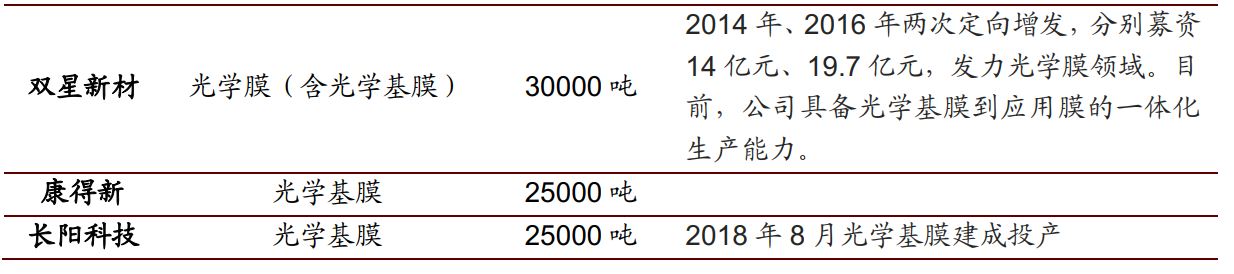 双星新材 光学膜（含光学基膜） 30000 吨 2014 年、2016 年两次定向增发，分别募资
14 亿元、19.7 亿元，发力光学膜领域。目
前，公司具备光学基膜到应用膜的一体化
生产能力。
康得新 光学基膜 25000 吨
长阳科技 光学基膜 25000 吨 2018 年 8 月光学基膜建成投产